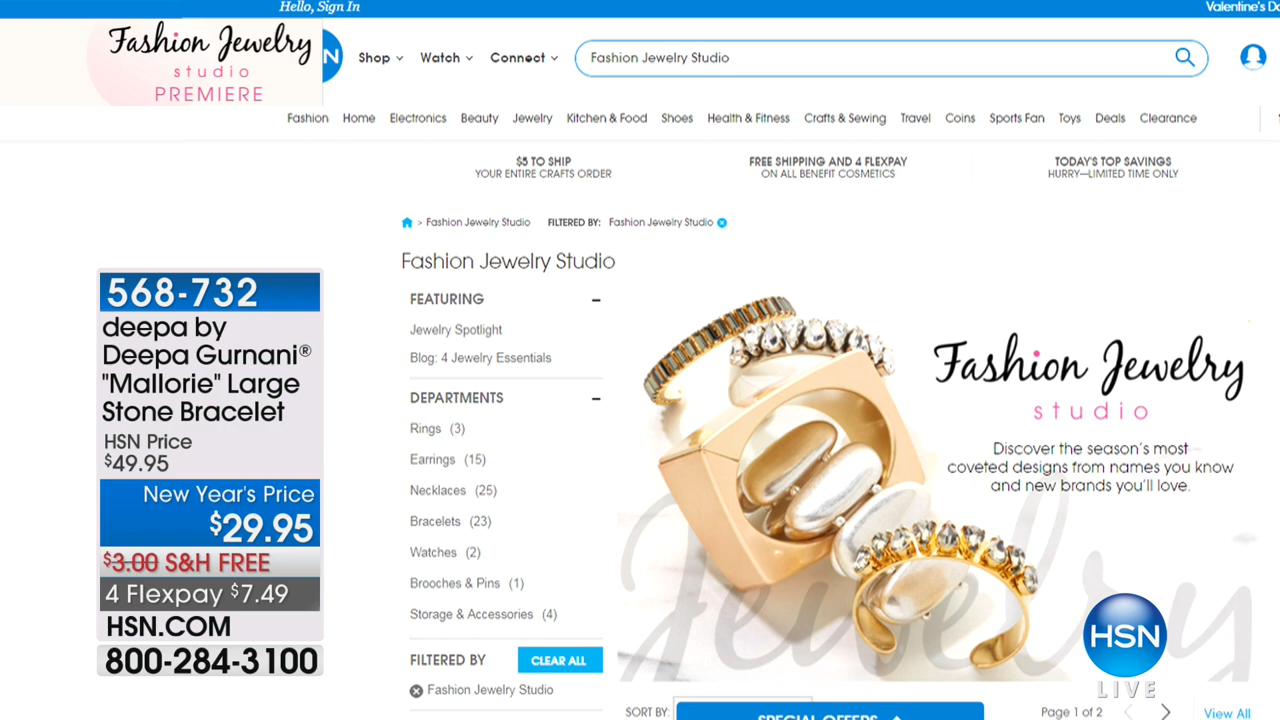 Hello, Sign In
Valentine's Da
Fashion Jewelry
studio
PREMIERE
N
Shop
Watch
Connect
Fashion Jewelry Studio
Fashion
Home
Electronics
Beauty
Jewelry
Kitchen & Food
Shoes
Health & Fitness
Crafts & Sewing
Travel
Coins
Sports Fan
Toys
Deals
Clearance
$5 TO SHIP
YOUR ENTIRE CRAFTS ORDER
FREE SHIPPING AND 4 FLEXPAY
ON ALL BENEFIT COSMETICS
TODAY'S TOP SAVINGS
HURRY—LIMITED TIME ONLY
> Fashion Jewelry Studio
FILTERED BY: Fashion Jewelry Studio
Fashion Jewelry Studio
FEATURING
Jewelry Spotlight
Blog: 4 Jewelry Essentials
DEPARTMENTS
Rings (3)
Earrings (15)
Necklaces (25)
Bracelets (23)
Watches (2)
Brooches & Pins (1)
Storage & Accessories (4)
FILTERED BY
CLEAR ALL
Fashion Jewelry Studio
Fashion Jewelry
studio
Discover the season's most
coveted designs from names you know
and new brands you'll love.
Jewelry
568-732
deepa by
Deepa Gurnani®
"Mallorie" Large
Stone Bracelet
HSN Price
$49.95
New Year's Price
$29.95
$3.00 S&H FREE
4 Flexpay $7.49
HSN.COM
800-284-3100
HSN
LIVE
SORT BY:
SPECIAL OFFERS
Page 1 of 2
View All